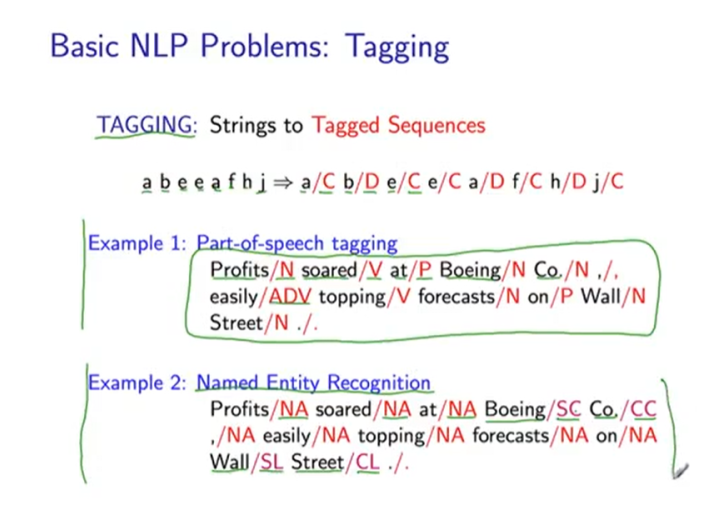 Basic NLP Problems: Tagging
TAGGING: Strings to Tagged Sequences
a b e e a f h j ⇒ a/C b/D e/C e/C a/D f/C h/D j/C
Example 1: Part-of-speech tagging
Profits/N soared/V at/P Boeing/N Co./N ,/,
easily/ADV topping/V forecasts/N on/P Wall/N
Street/N ./.
Example 2: Named Entity Recognition
Profits/NA soared/NA at/NA Boeing/SC Co./CC
,/NA easily/NA topping/NA forecasts/NA on/NA
Wall/SL Street/CL ./.